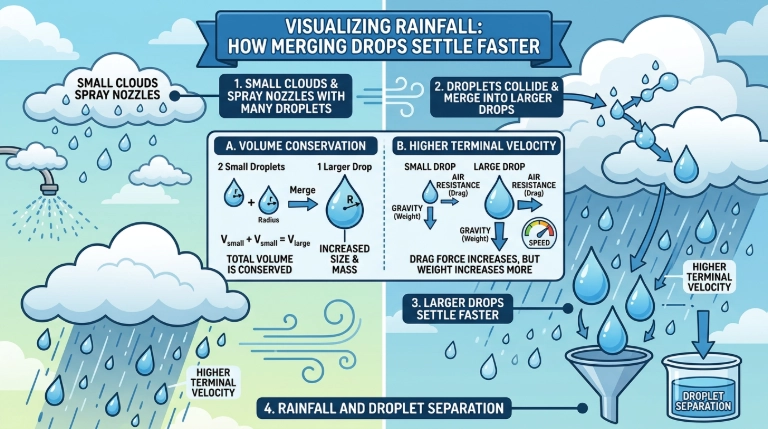 VISUALIZING RAINFALL:
HOW MERGING DROPS SETTLE FASTER
SMALL CLOUDS
SPRAY NOZZLES
1. SMALL CLOUDS &
SPRAY NOZZLES WITH
MANY DROPLETS
2. DROPLETS COLLIDE &
MERGE INTO LARGER
DROPS
A. VOLUME CONSERVATION
2 Small Droplets
1 Larger Drop
r
+
r
Radius
Merge
R
Vsmall + Vsmall = Vlarge
TOTAL VOLUME
IS CONSERVED
INCREASED
SIZE & MASS
B. HIGHER TERMINAL VELOCITY
SMALL DROP
LARGE DROP
AIR
RESISTANCE
(Drag)
GRAVITY
(Weight)
AIR
RESISTANCE
(Drag)
GRAVITY
(Weight)
SPEED
DRAG FORCE INCREASES, BUT
WEIGHT INCREASES MORE
HIGHER
TERMINAL
VELOCITY
3. LARGER DROPS
SETTLE FASTER
HIGHER
TERMINAL
VELOCITY
DROPLET
SEPARATION
4. RAINFALL AND DROPLET SEPARATION